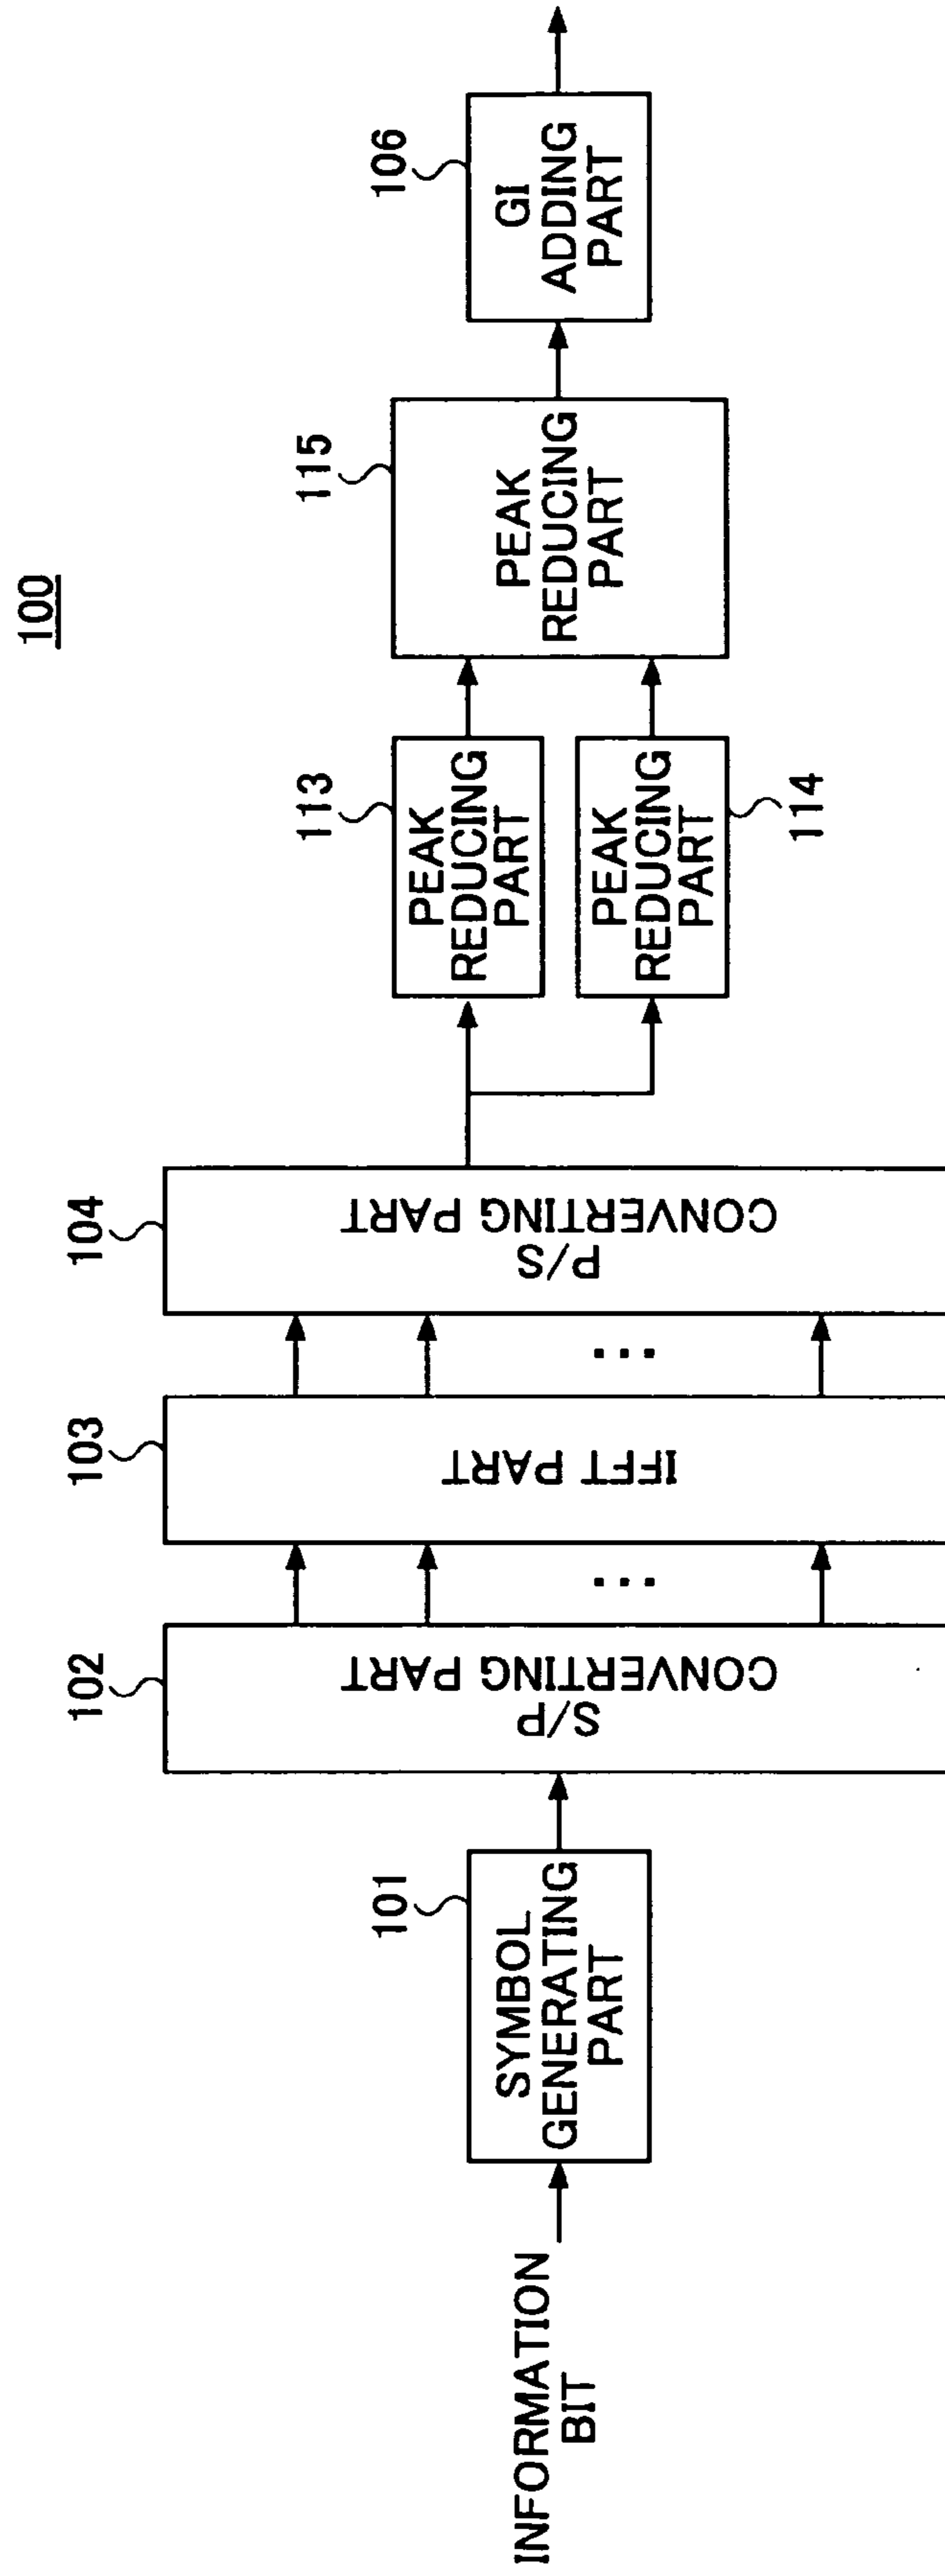 100
INFORMATION
BIT
101
SYMBOL
GENERATING
PART
102
S/P
CONVERTING PART
103
IFFT PART
104
P/S
CONVERTING PART
113
PEAK
REDUCING
PART
114
PEAK
REDUCING
PART
115
PEAK
REDUCING
PART
106
GI
ADDING
PART